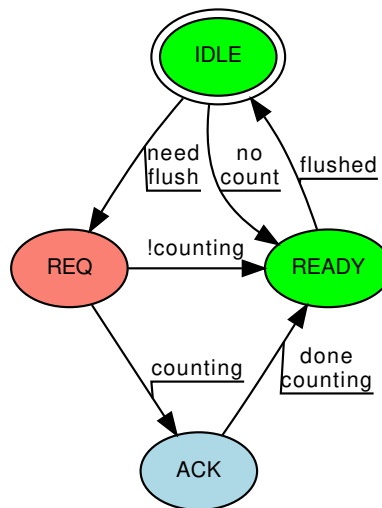 IDLE
need
flush
no
count
flushed
REQ
!counting
READY
counting
done
counting
ACK